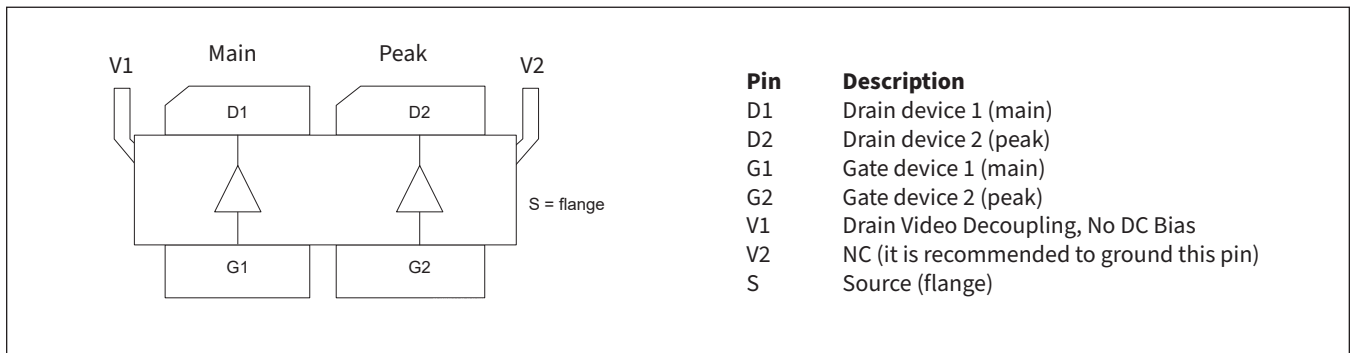 Main Peak
V1 V2
D1 D2
S = flange
G1 G2
Pin Description
D1 Drain device 1 (main)
D2 Drain device 2 (peak)
G1 Gate device 1 (main)
G2 Gate device 2 (peak)
V1 Drain Video Decoupling, No DC Bias
V2 NC (it is recommended to ground this pin)
S Source (flange)